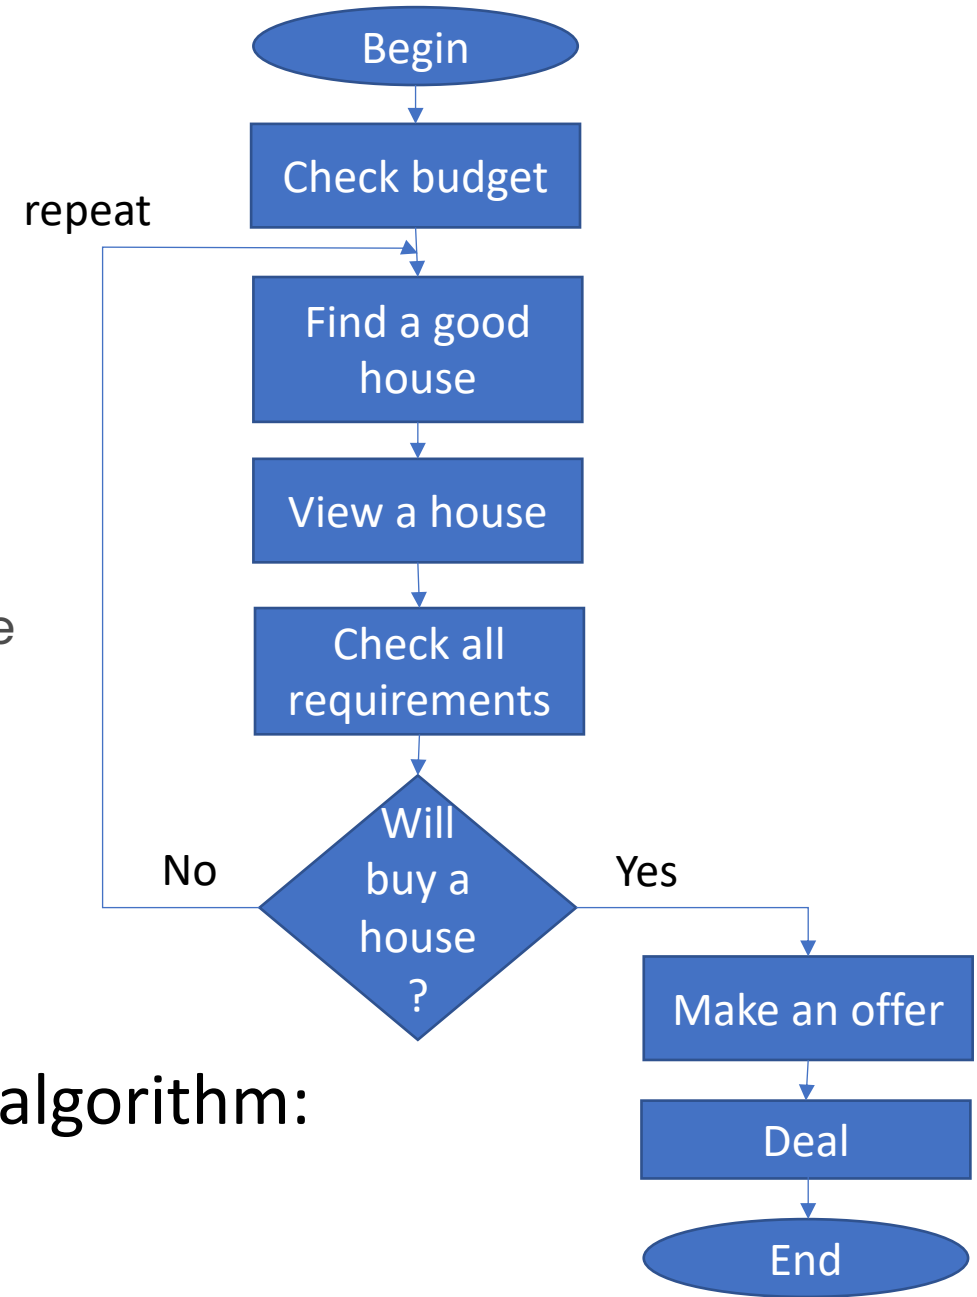 Begin
Check budget
repeat
Find a good
house
View a house
Check all
requirements
Will
buy a
house
?
No
Yes
Make an offer
algorithm:
Deal
End